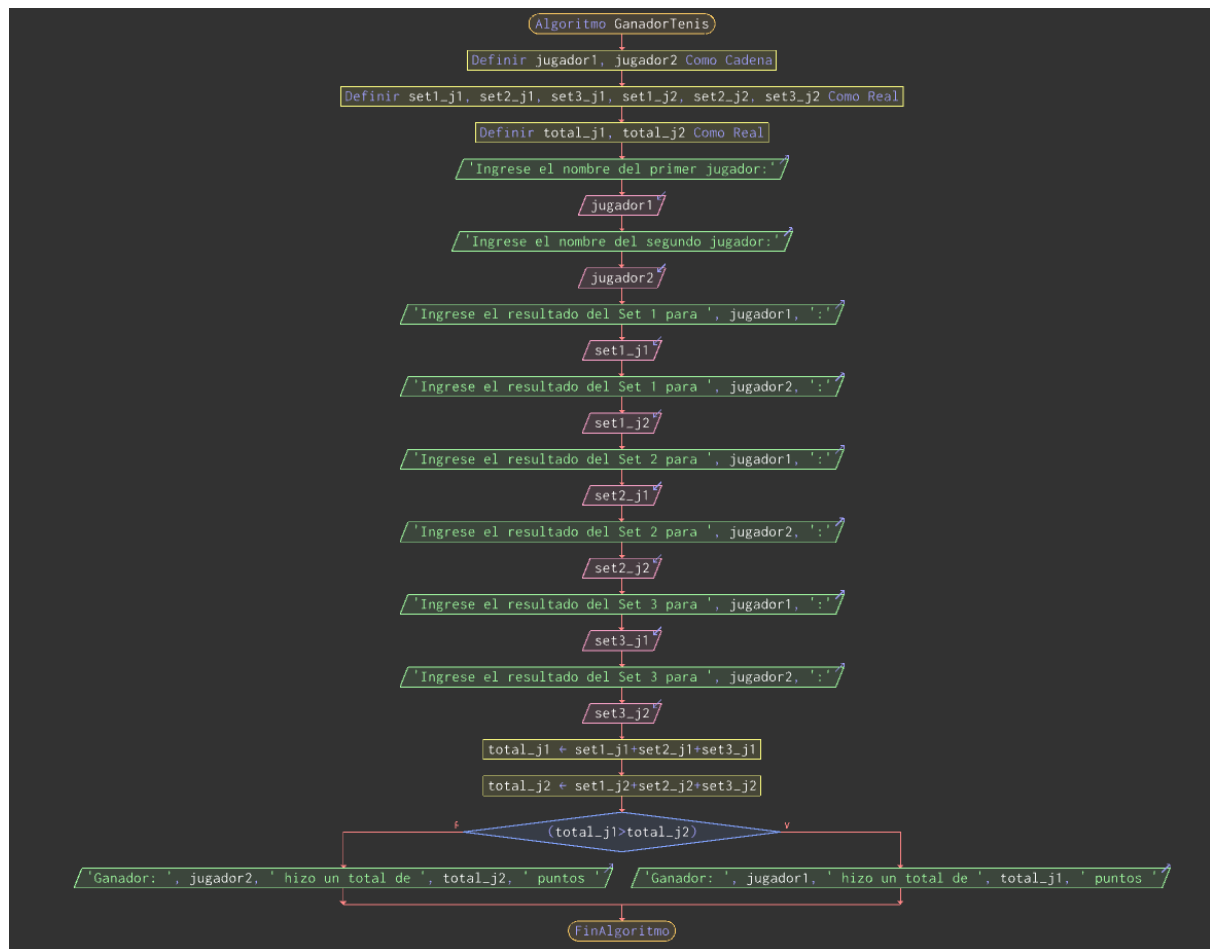 Algoritmo GanadorTenis
Definir jugador1, jugador2 Como Cadena
Definir set1_j1, set2_j1, set3_j1, set1_j2, set2_j2, set3_j2 Como Real
Definir total_j1, total_j2 Como Real
'Ingrese el nombre del primer jugador:'
jugador1
'Ingrese el nombre del segundo jugador:'
jugador2
'Ingrese el resultado del Set 1 para ', jugador1, ':'
set1_j1
'Ingrese el resultado del Set 1 para ', jugador2, ':'
set1_j2
'Ingrese el resultado del Set 2 para ', jugador1, ':'
set2_j1
'Ingrese el resultado del Set 2 para ', jugador2, ':'
set2_j2
'Ingrese el resultado del Set 3 para ', jugador1, ':'
set3_j1
'Ingrese el resultado del Set 3 para ', jugador2, ':'
set3_j2
total_j1 ← set1_j1+set2_j1+set3_j1
total_j2 ← set1_j2+set2_j2+set3_j2
F
(total_j1>total_j2)
V
'Ganador: ', jugador2, ' hizo un total de ', total_j2, ' puntos '
'Ganador: ', jugador1, ' hizo un total de ', total_j1, ' puntos '
FinAlgoritmo